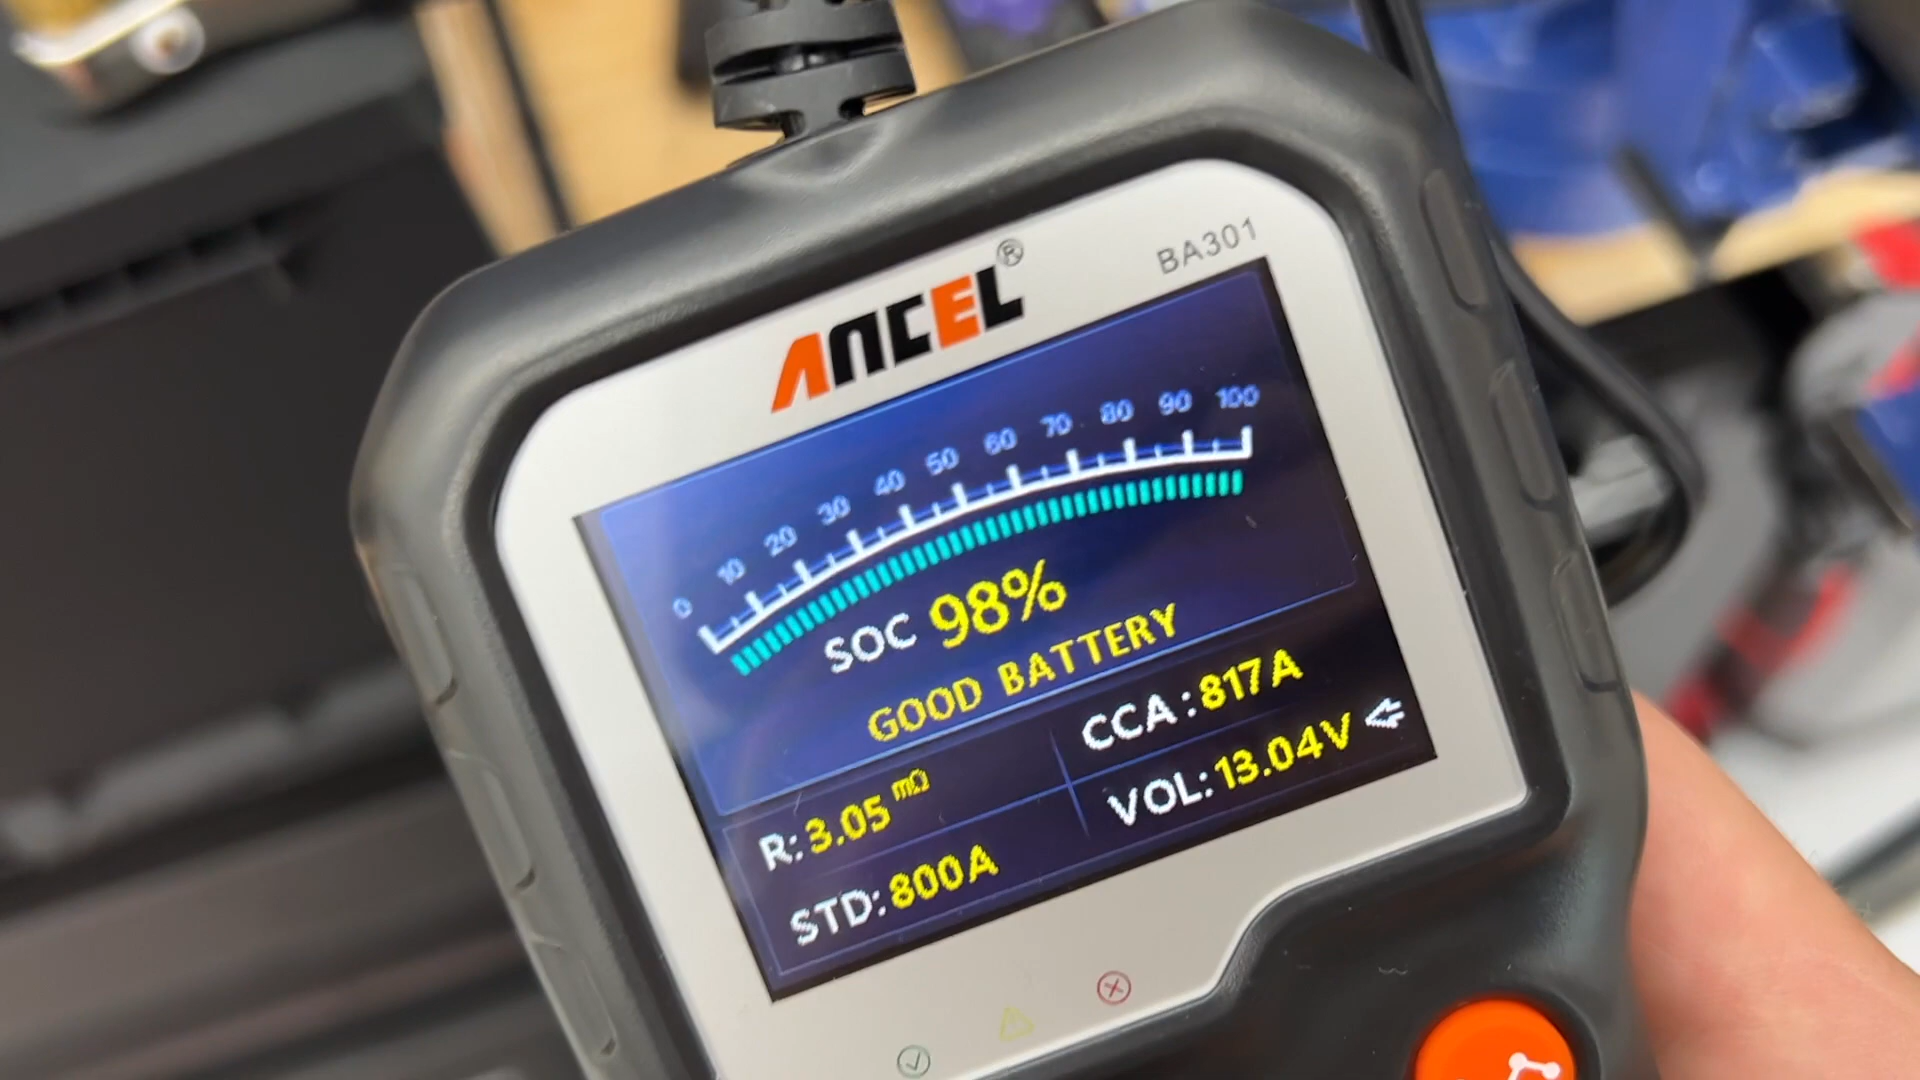 ANCEL®
BA301
0 10 20 30 40 50 60 70 80 90 100
SOC 98%
GOOD BATTERY
R: 3.05 mΩ
CCA : 817A
STD: 800A
VOL: 13.04V